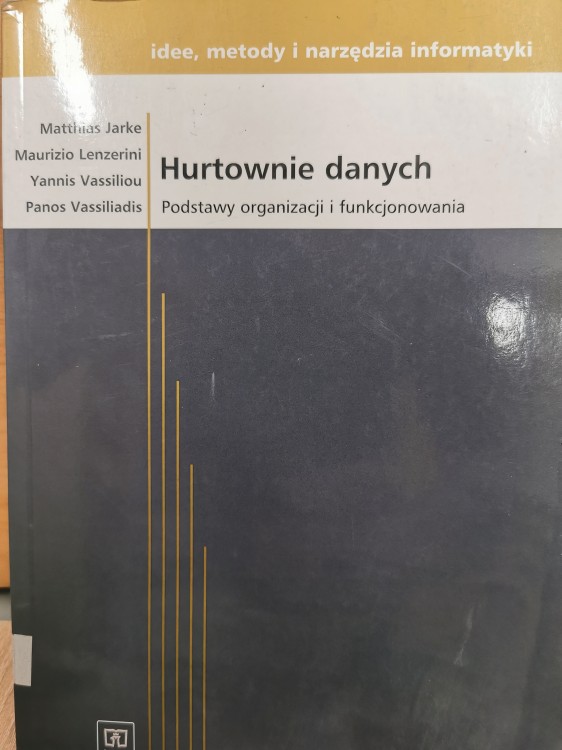 idee, metody i narzędzia informatyki
Matthias Jarke
Maurizio Lenzerini
Yannis Vassiliou
Panos Vassiliadis
Hurtownie danych
Podstawy organizacji i funkcjonowania